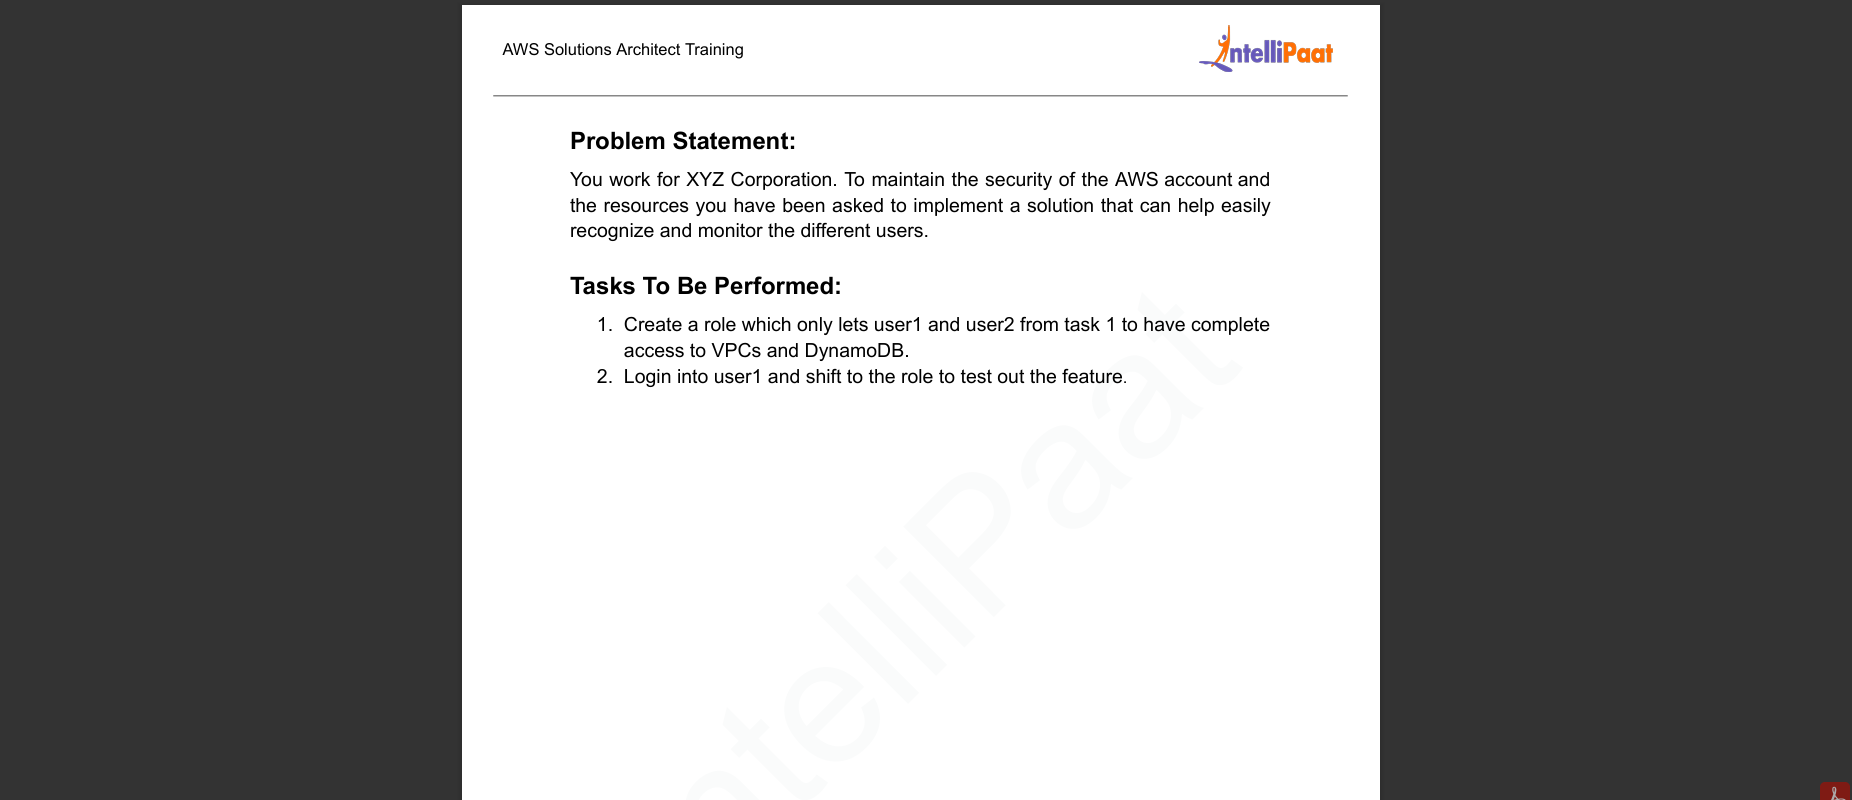 AWS Solutions Architect Training
IntelliPaat
Problem Statement:
You work for XYZ Corporation. To maintain the security of the AWS account and
the resources you have been asked to implement a solution that can help easily
recognize and monitor the different users.
Tasks To Be Performed:
1. Create a role which only lets user1 and user2 from task 1 to have complete
access to VPCs and DynamoDB.
2. Login into user1 and shift to the role to test out the feature.
ntelliPaat